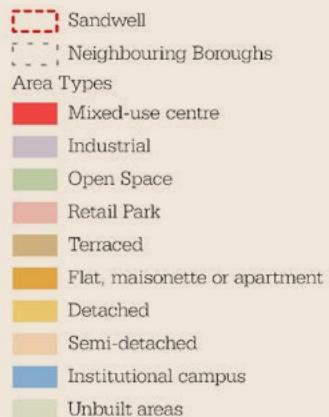 Sandwell
Neighbouring Boroughs
Area Types
Mixed-use centre
Industrial
Open Space
Retail Park
Terraced
Flat, maisonette or apartment
Detached
Semi-detached
Institutional campus
Unbuilt areas